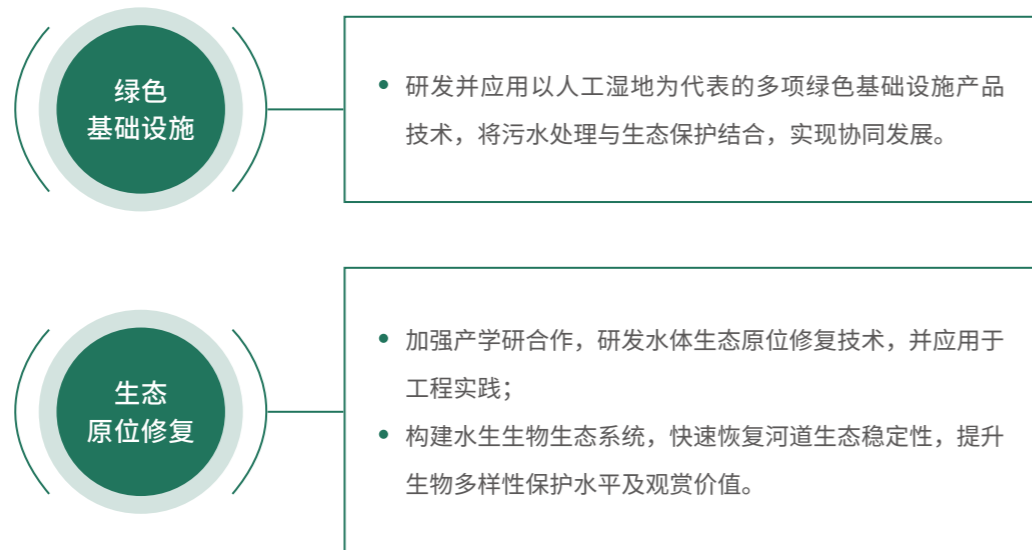 绿色
基础设施
• 研发并应用以人工湿地为代表的多项绿色基础设施产品
技术，将污水处理与生态保护结合，实现协同发展。
生态
原位修复
• 加强产学研合作，研发水体生态原位修复技术，并应用于
工程实践；
• 构建水生生物生态系统，快速恢复河道生态稳定性，提升
生物多样性保护水平及观赏价值。